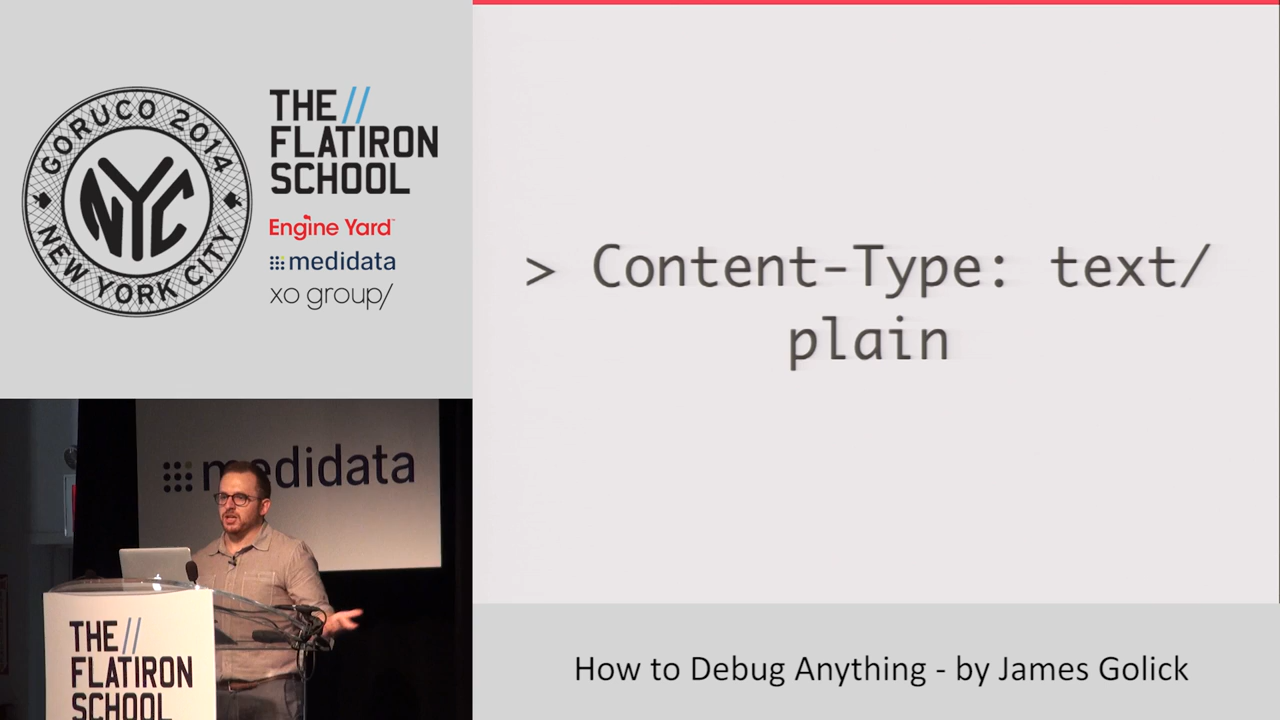 GORUCO 2014
NYC
NEW YORK CITY
THE//
FLATIRON
SCHOOL
Engine Yard™
medidata
xo group/
> Content-Type: text/
plain
medidata
THE//
FLATIRON
SCHOOL
How to Debug Anything - by James Golick